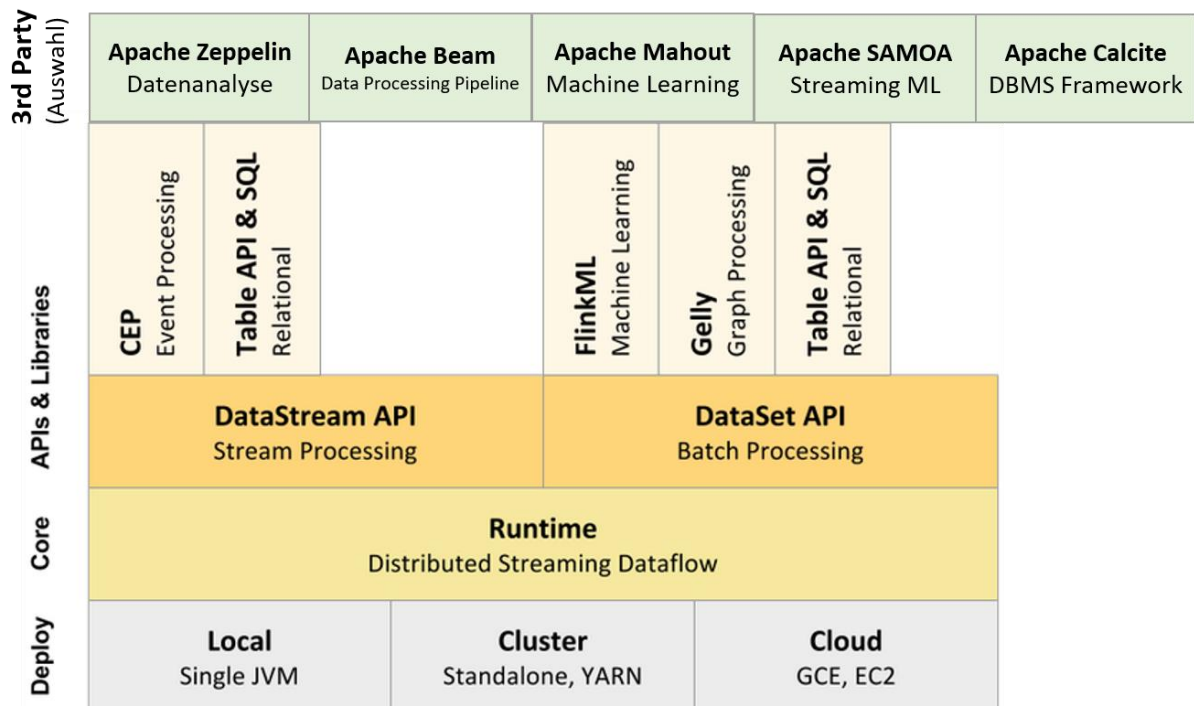 3rd Party
(Auswahl)
Apache Zeppelin
Datenanalyse
Apache Beam
Data Processing Pipeline
Apache Mahout
Machine Learning
Apache SAMOA
Streaming ML
Apache Calcite
DBMS Framework
APIs & Libraries
CEP
Event Processing
Table API & SQL
Relational
FlinkML
Machine Learning
Gelly
Graph Processing
Table API & SQL
Relational
DataStream API
Stream Processing
DataSet API
Batch Processing
Core
Runtime
Distributed Streaming Dataflow
Deploy
Local
Single JVM
Cluster
Standalone, YARN
Cloud
GCE, EC2